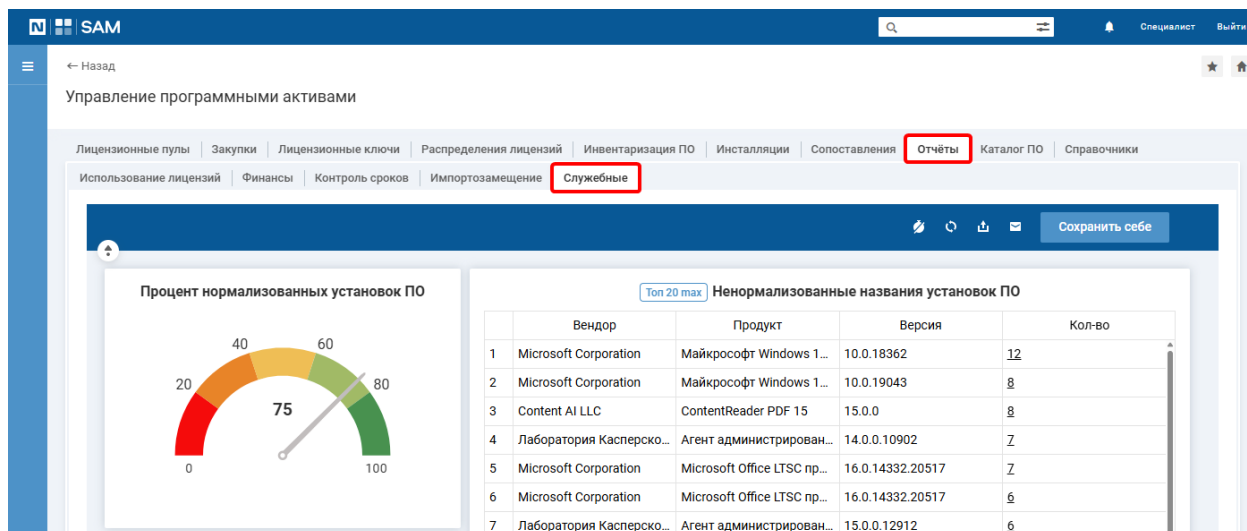 N SAM Специалист Выйти
← Назад
Управление программными активами
Лицензионные пулы Закупки Лицензионные ключи Распределения лицензий Инвентаризация ПО Инсталляции Сопоставления Отчёты Каталог ПО Справочники
Использование лицензий Финансы Контроль сроков Импортозамещение Служебные
Сохранить себе
Процент нормализованных установок ПО
0
20
40
60
80
100
75
Топ 20 max Ненормализованные названия установок ПО
Вендор Продукт Версия Кол-во
1 Microsoft Corporation Майкрософт Windows 1... 10.0.18362 12
2 Microsoft Corporation Майкрософт Windows 1... 10.0.19043 8
3 Content AI LLC ContentReader PDF 15 15.0.0 8
4 Лаборатория Касперско... Агент администрирован... 14.0.0.10902 7
5 Microsoft Corporation Microsoft Office LTSC пр... 16.0.14332.20517 7
6 Microsoft Corporation Microsoft Office LTSC пр... 16.0.14332.20517 6
7 Лаборатория Касперско... Агент администрирован... 15.0.0.12912 6